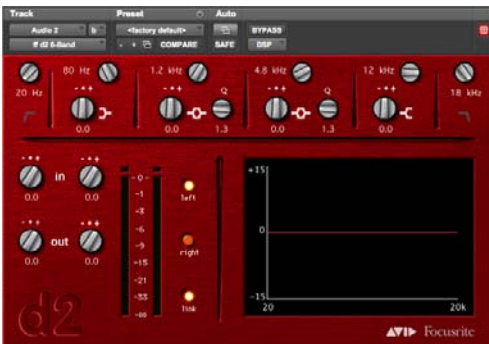 Track Preset Auto
Audio 2 b <factory default> BYPASS
ff d2 6-Band - + COMPARE SAFE DSP
80 Hz 1.2 kHz 4.8 kHz 12 kHz
20 Hz Q Q 18 kHz
0.0 0.0 1.3 0.0 1.3 0.0
in
0.0 0.0
out
0.0 0.0
-0-
-1
-3
-6
-9
-15
-21
-33
-∞
left
right
link
+15
0
-15
20 20k
d2
AVID Focusrite